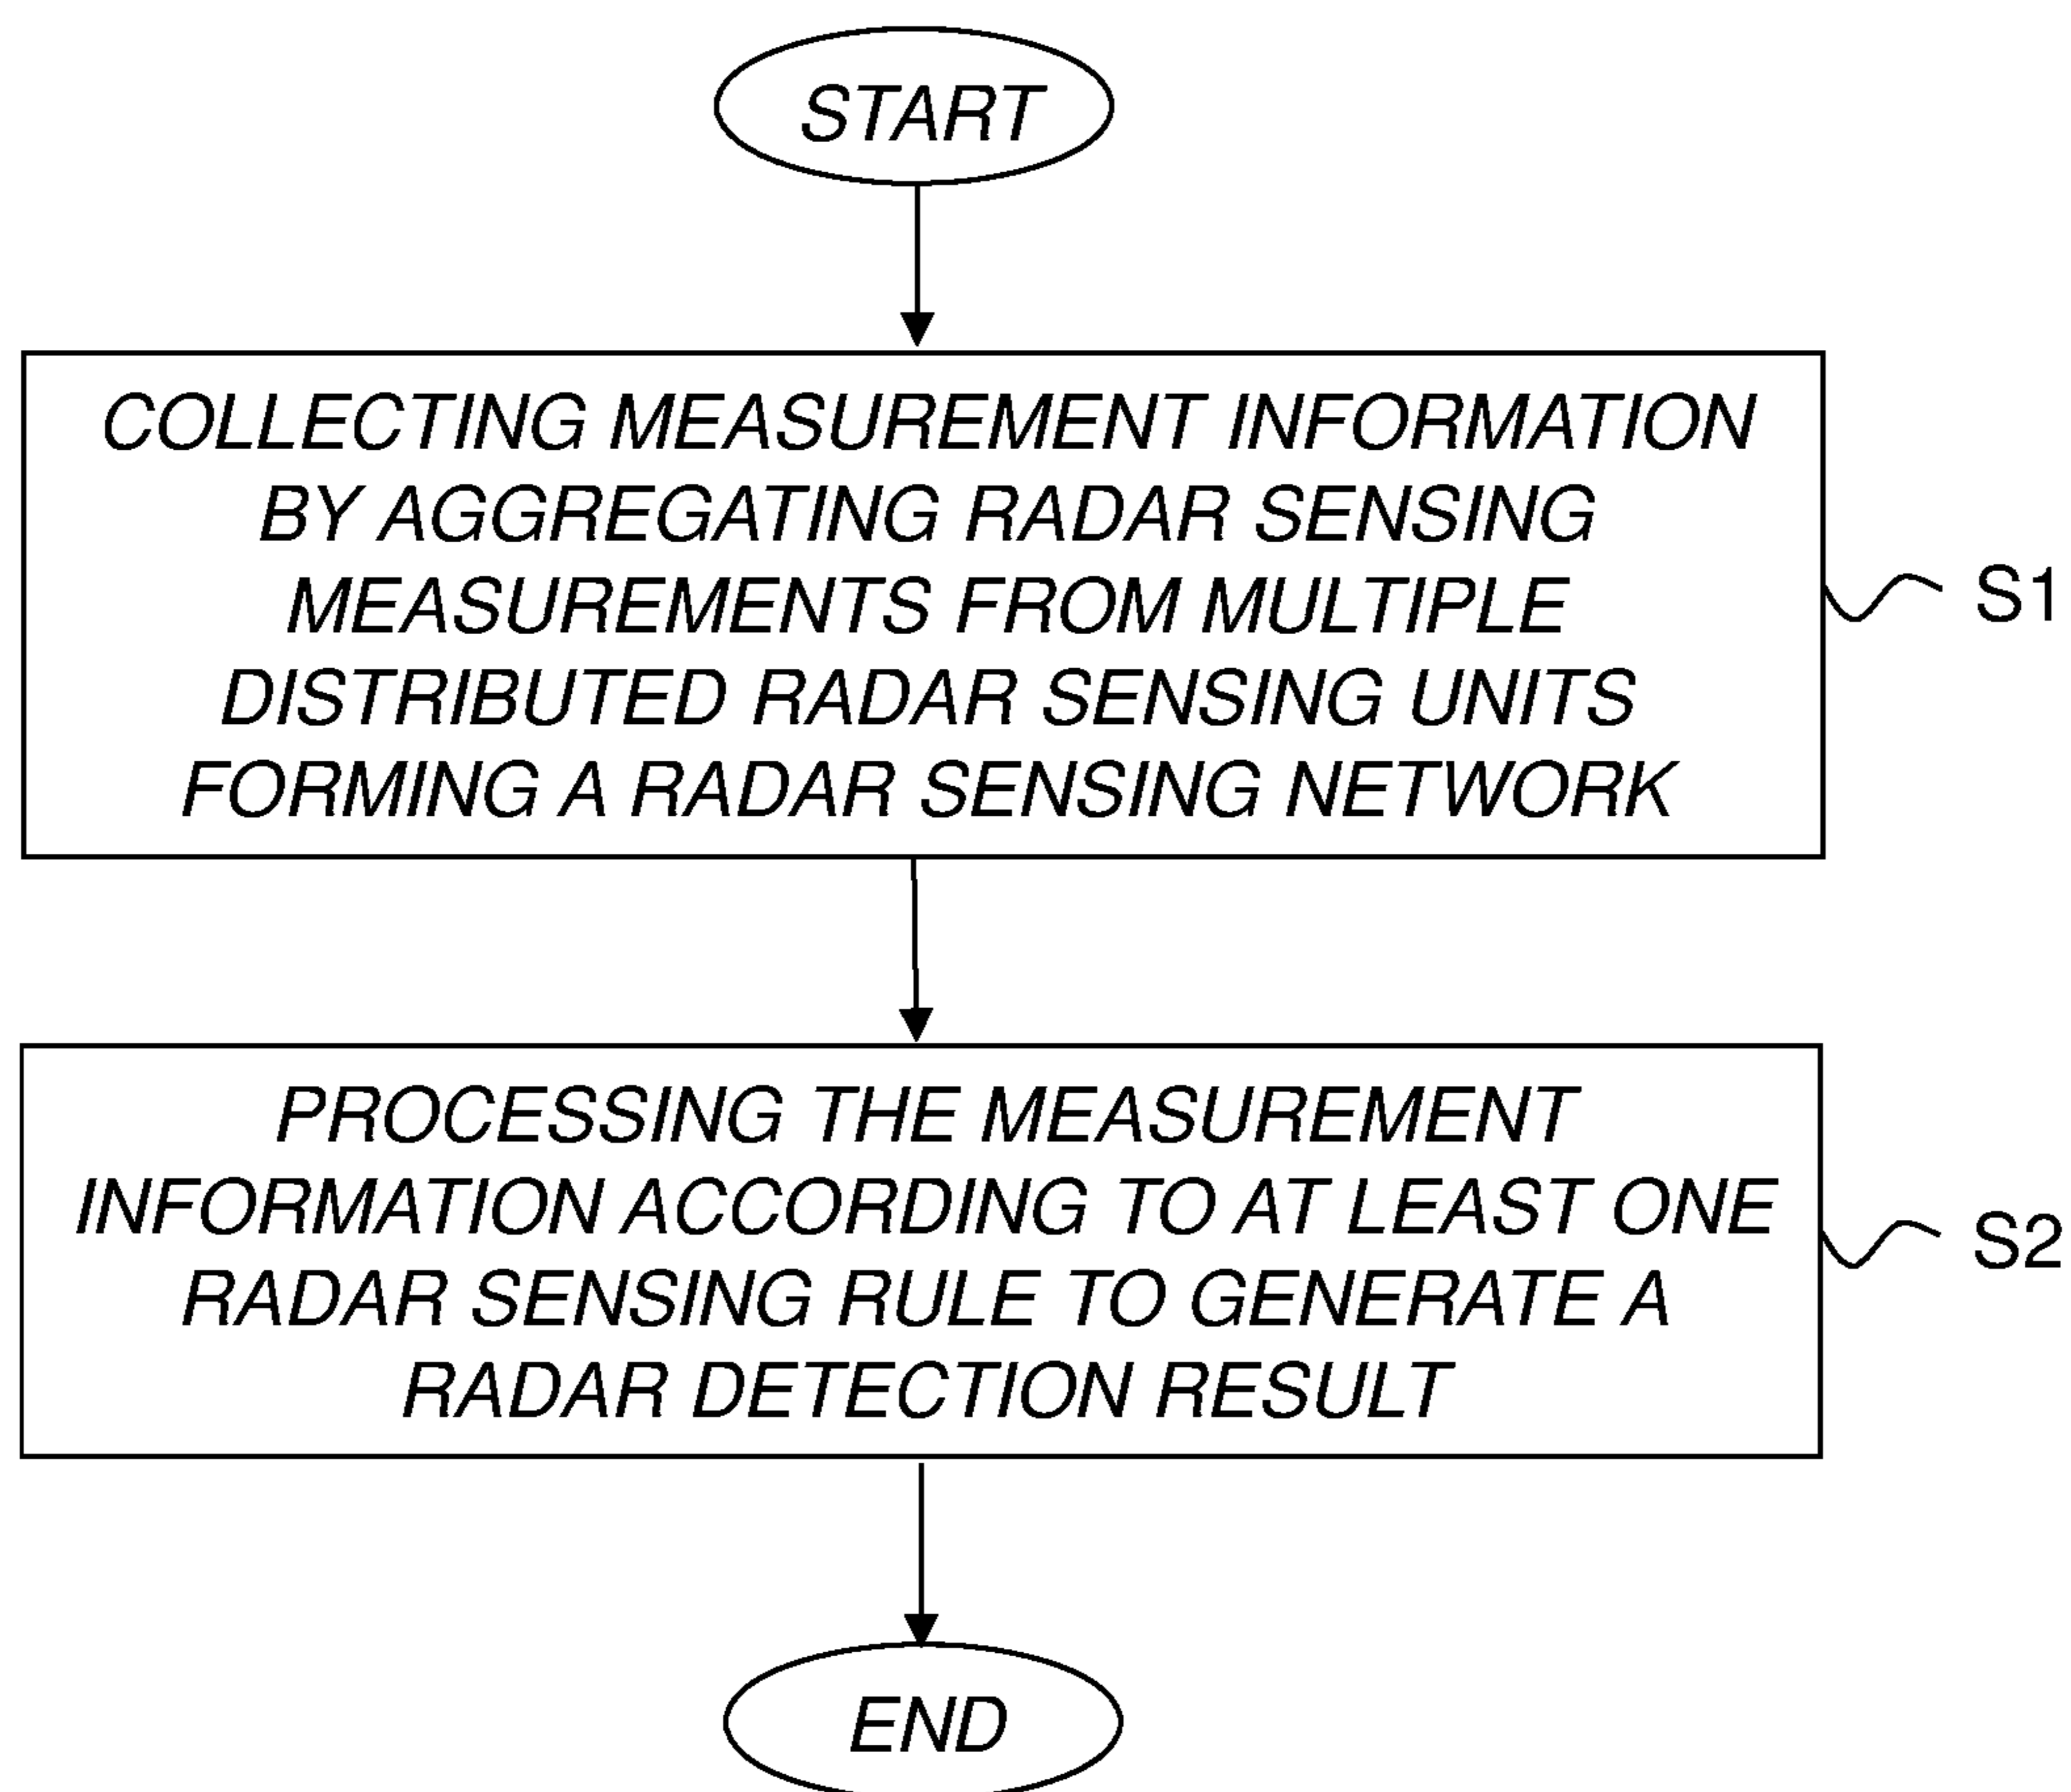 START
COLLECTING MEASUREMENT INFORMATION
BY AGGREGATING RADAR SENSING
MEASUREMENTS FROM MULTIPLE
DISTRIBUTED RADAR SENSING UNITS
FORMING A RADAR SENSING NETWORK
S1
PROCESSING THE MEASUREMENT
INFORMATION ACCORDING TO AT LEAST ONE
RADAR SENSING RULE TO GENERATE A
RADAR DETECTION RESULT
S2
END